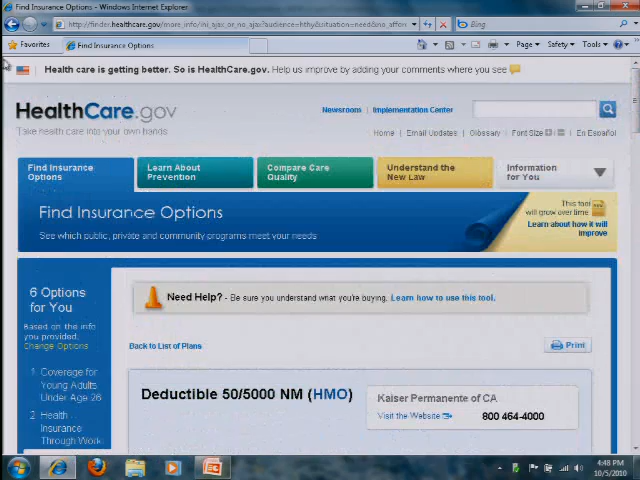 Find Insurance Options - Windows Internet Explorer
Bing
Favorites
Find Insurance Options
Page
Safety
Tools
Health care is getting better. So is HealthCare.gov. Help us improve by adding your comments where you see
HealthCare.gov
Take health care into your own hands
Newsroom | Implementation Center
Home | Email Updates | Glossary | Font Size | En Español
Find Insurance Options
Learn About Prevention
Compare Care Quality
Understand the New Law
Information for You
Find Insurance Options
See which public, private and community programs meet your needs
This tool
will grow over time
Learn about how it will
improve
6 Options
for You
Based on the info
you provided.
Change Options
1 Coverage for
Young Adults
Under Age 26
2 Health
Insurance
Through Work
Need Help? - Be sure you understand what you're buying. Learn how to use this tool.
Back to List of Plans
Print
Deductible 50/5000 NM (HMO)
Kaiser Permanente of CA
Visit the Website
800 464-4000
4:48 PM
10/5/2010